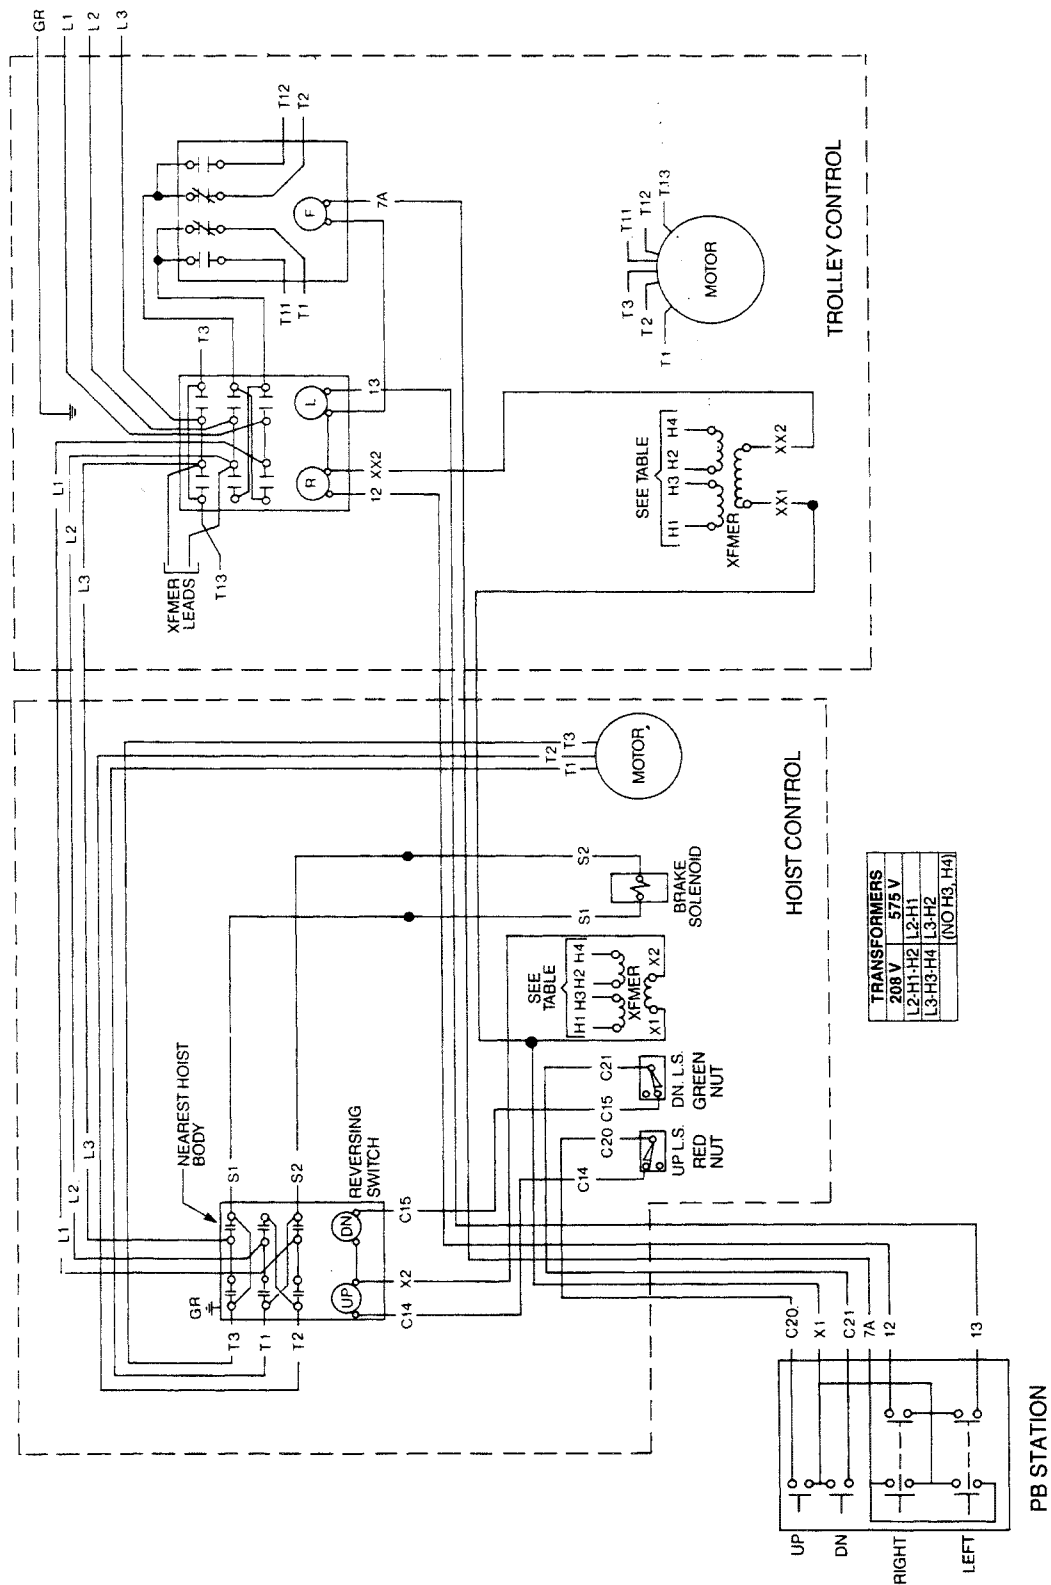 GR
L1
L2
L3
T12
T2
F
7A
T11
T1
T3
L
13
R
XX2
12
XFMER
LEADS
T13
L1
L2
L3
T11
T12
T.13
T3
T2
T1
MOTOR
TROLLEY CONTROL
SEE TABLE
H1 H3 H2 H4
XFMER
XX1
XX2
T2
T1
T3
MOTOR
HOIST CONTROL
S2
S1
BRAKE
SOLENOID
SEE
TABLE
H1 H3 H2 H4
XFMER
X1
X2
C21
C15
DN. L.S.
GREEN
NUT
C20
C14
UP L.S.
RED
NUT
NEAREST HOIST
BODY
L1
L2
L3
S1
S2
REVERSING
SWITCH
GR
T3
T1
T2
DN
UP
C15
X2
C14
TRANSFORMERS
208 V 575 V
L2-H1-H2 L2-H1
L3-H3-H4 L3-H2
(NO H3, H4)
C20
X1
C21
7A
12
13
UP
DN
RIGHT
LEFT
PB STATION